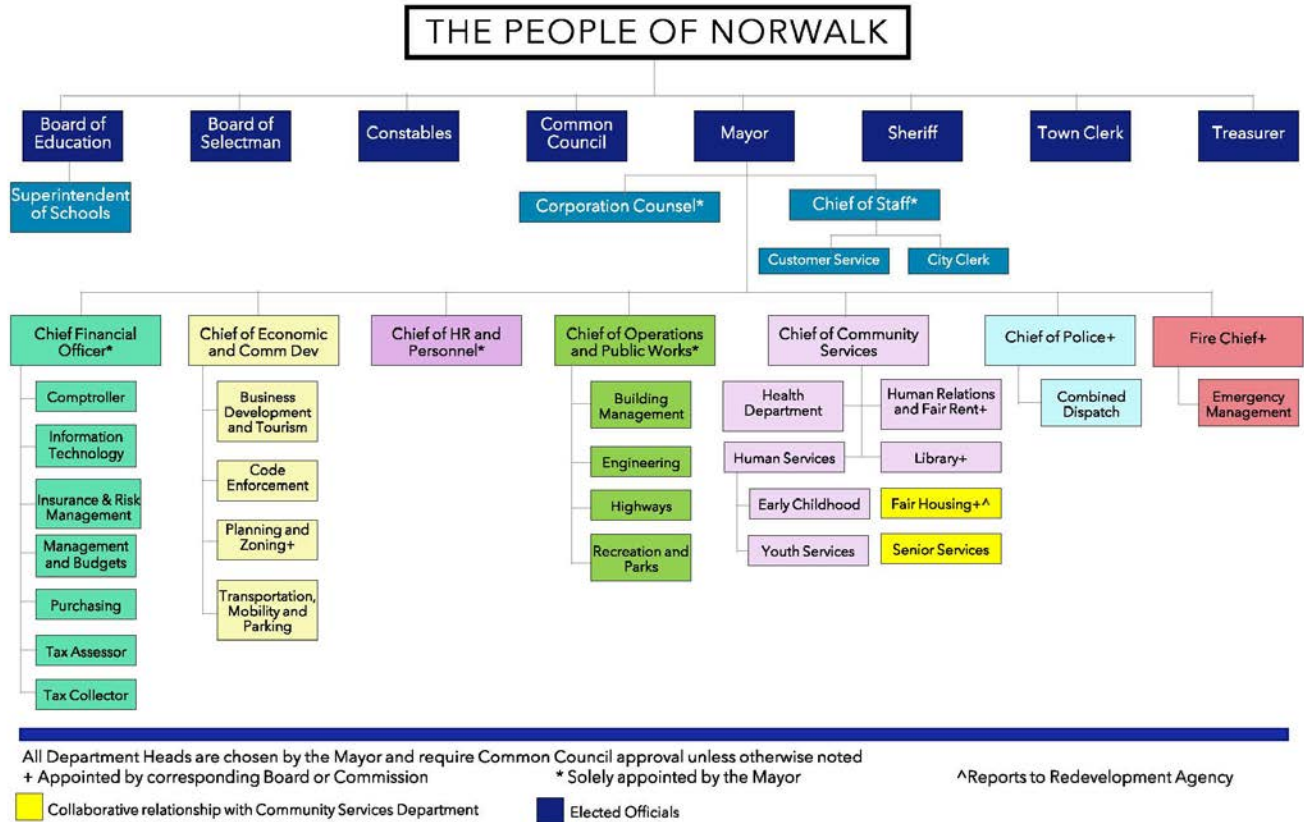 THE PEOPLE OF NORWALK
Board of
Education
Board of
Selectman
Constables
Common
Council
Mayor
Sheriff
Town Clerk
Treasurer
Superintendent
of Schools
Corporation Counsel*
Chief of Staff*
Customer Service
City Clerk
Chief Financial
Officer*
Chief of Economic
and Comm Dev
Chief of HR and
Personnel*
Chief of Operations
and Public Works*
Chief of Community
Services
Chief of Police+
Fire Chief+
Comptroller
Information
Technology
Insurance & Risk
Management
Management
and Budgets
Purchasing
Tax Assessor
Tax Collector
Business
Development
and Tourism
Code
Enforcement
Planning and
Zoning+
Transportation,
Mobility and
Parking
Building
Management
Engineering
Highways
Recreation and
Parks
Health
Department
Human Relations
and Fair Rent+
Human Services
Library+
Early Childhood
Fair Housing+^
Youth Services
Senior Services
Combined
Dispatch
Emergency
Management
All Department Heads are chosen by the Mayor and require Common Council approval unless otherwise noted
+ Appointed by corresponding Board or Commission
* Solely appointed by the Mayor
^Reports to Redevelopment Agency
Collaborative relationship with Community Services Department
Elected Officials